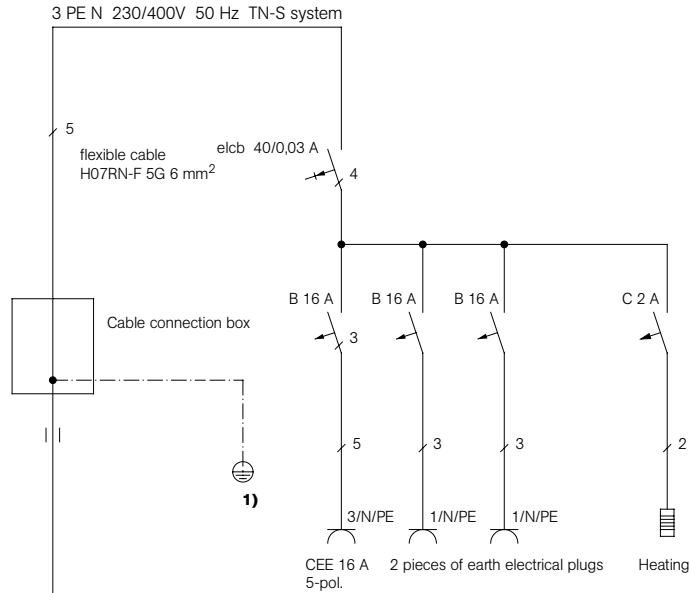 3 PE N 230/400V 50 Hz TN-S system
5
flexible cable
H07RN-F 5G 6 mm²
elcb 40/0,03 A
4
B 16 A
B 16 A
B 16 A
C 2 A
Cable connection box
3
5
3
3
2
1)
3/N/PE
1/N/PE
1/N/PE
CEE 16 A
5-pol.
2 pieces of earth electrical plugs
Heating